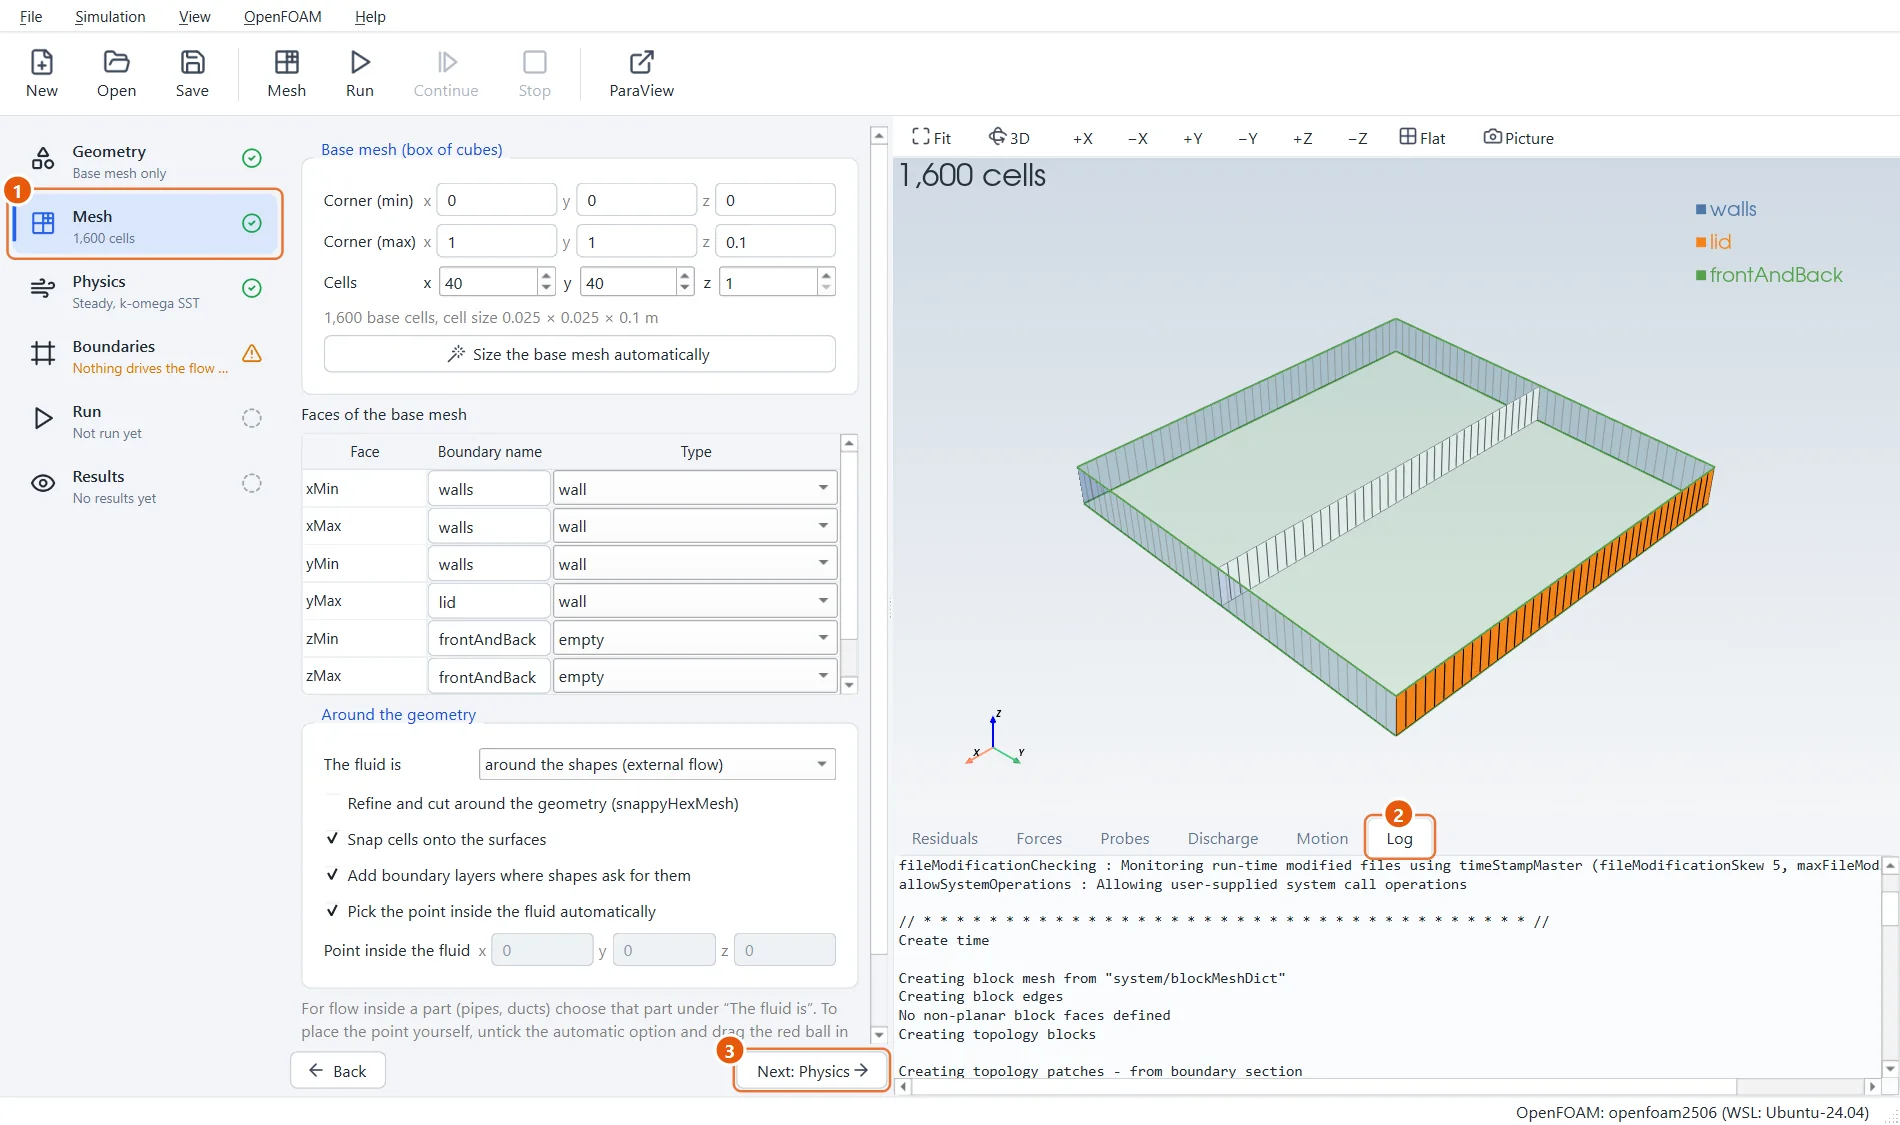 File Simulation View OpenFOAM Help
New Open Save Mesh Run Continue Stop ParaView
Geometry
Base mesh only
1
Mesh
1,600 cells
Physics
Steady, k-omega SST
Boundaries
Nothing drives the flow ...
Run
Not run yet
Results
No results yet
Base mesh (box of cubes)
Corner (min) x 0 y 0 z 0
Corner (max) x 1 y 1 z 0.1
Cells x 40 y 40 z 1
1,600 base cells, cell size 0.025 × 0.025 × 0.1 m
Size the base mesh automatically
Faces of the base mesh
Face Boundary name Type
xMin walls wall
xMax walls wall
yMin walls wall
yMax lid wall
zMin frontAndBack empty
zMax frontAndBack empty
Around the geometry
The fluid is around the shapes (external flow)
Refine and cut around the geometry (snappyHexMesh)
Snap cells onto the surfaces
Add boundary layers where shapes ask for them
Pick the point inside the fluid automatically
Point inside the fluid x 0 y 0 z 0
For flow inside a part (pipes, ducts) choose that part under “The fluid is”. To
place the point yourself, untick the automatic option and drag the red ball in
Back
3
Next: Physics
Fit 3D +X −X +Y −Y +Z −Z Flat Picture
1,600 cells
walls
lid
frontAndBack
Z
X
Y
2
Residuals Forces Probes Discharge Motion Log
fileModificationChecking : Monitoring run-time modified files using timeStampMaster (fileModificationSkew 5, maxFileMod
allowSystemOperations : Allowing user-supplied system call operations
// * * * * * * * * * * * * * * * * * * * * * * * * * * * * * * * * * * * * * //
Create time
Creating block mesh from "system/blockMeshDict"
Creating block edges
No non-planar block faces defined
Creating topology blocks
Creating topology patches - from boundary section
OpenFOAM: openfoam2506 (WSL: Ubuntu-24.04)